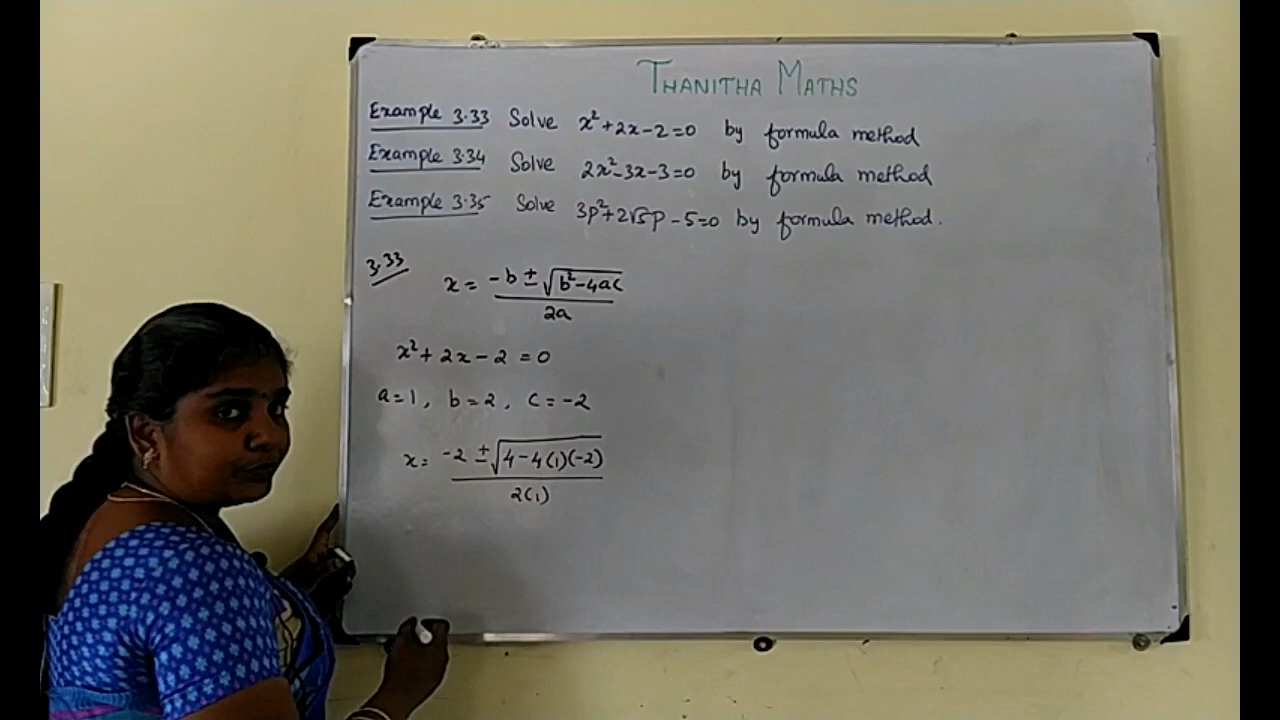 THANITHA MATHS
Example 3.33 Solve x²+2x-2=0 by formula method
Example 3.34 Solve 2x²-3x-3=0 by formula method
Example 3.35 Solve 3p²+2√5p-5=0 by formula method.
3.33
x = -b ± √b²-4ac
2a
x²+2x-2=0
a=1, b=2, c=-2
x= -2 ± √4-4(1)(-2)
2(1)